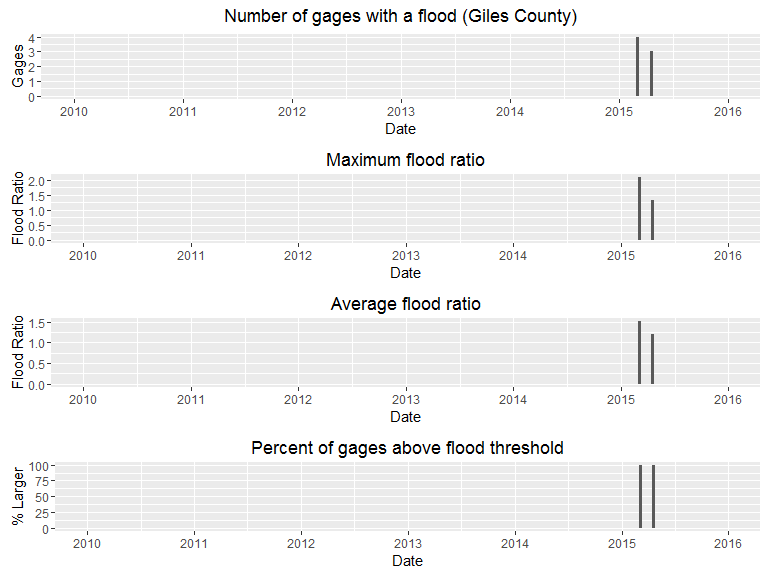 Number of gages with a flood (Giles County)
Gages
4
3
2
1
0
2010 2011 2012 2013 2014 2015 2016
Date
Maximum flood ratio
Flood Ratio
2.0
1.5
1.0
0.5
0.0
2010 2011 2012 2013 2014 2015 2016
Date
Average flood ratio
Flood Ratio
1.5
1.0
0.5
0.0
2010 2011 2012 2013 2014 2015 2016
Date
Percent of gages above flood threshold
% Larger
100
75
50
25
0
2010 2011 2012 2013 2014 2015 2016
Date